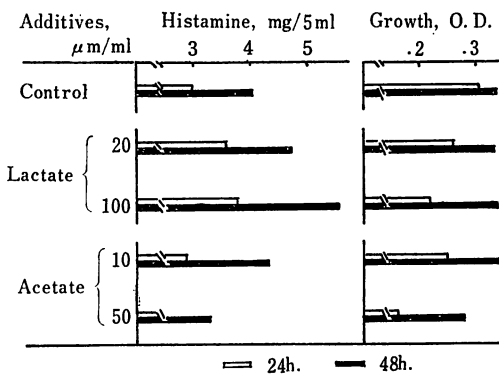 Additives, Histamine, mg/5ml Growth, O. D.
μm/ml 3 4 5 .2 .3
Control
20
Lactate
100
10
Acetate
50
24h. 48h.